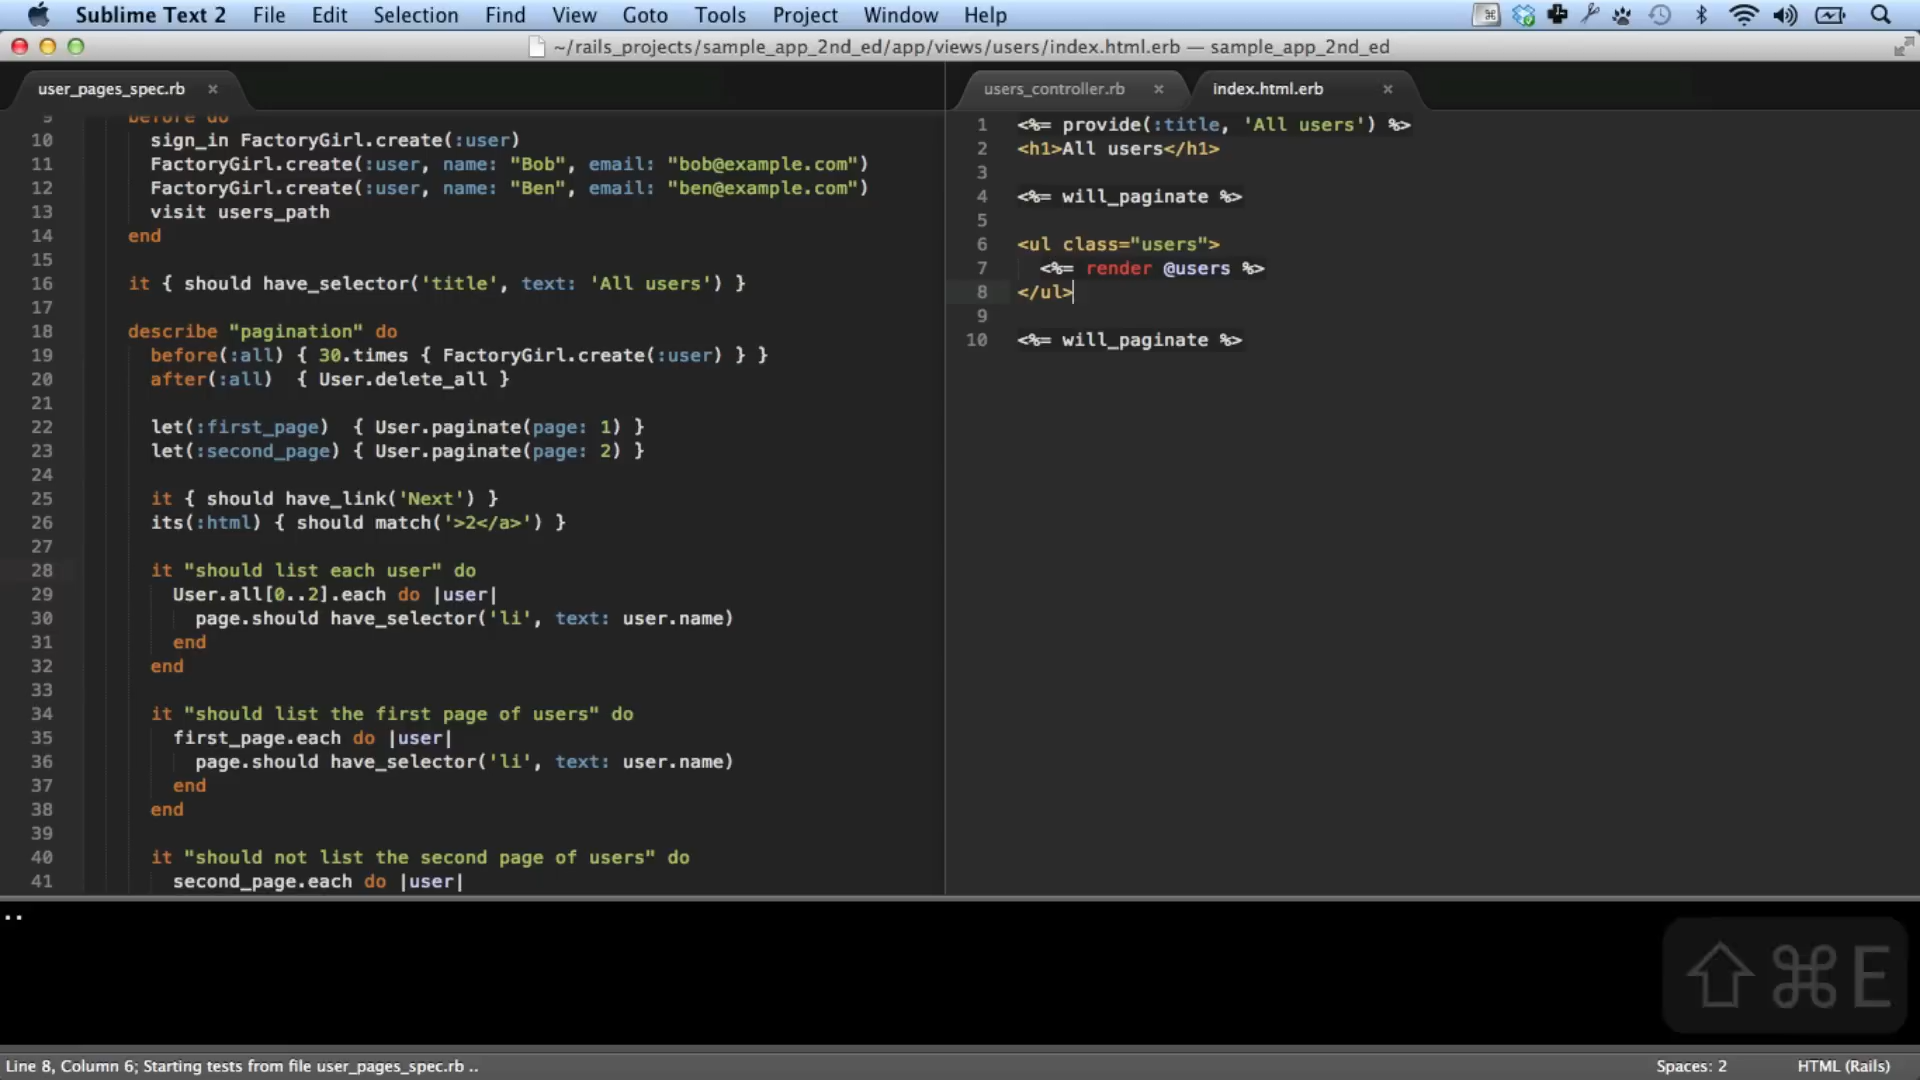 Sublime Text 2 File Edit Selection Find View Goto Tools Project Window Help
~/rails_projects/sample_app_2nd_ed/app/views/users/index.html.erb — sample_app_2nd_ed
user_pages_spec.rb ×
9 before do
10 sign_in FactoryGirl.create(:user)
11 FactoryGirl.create(:user, name: "Bob", email: "bob@example.com")
12 FactoryGirl.create(:user, name: "Ben", email: "ben@example.com")
13 visit users_path
14 end
15
16 it { should have_selector('title', text: 'All users') }
17
18 describe "pagination" do
19 before(:all) { 30.times { FactoryGirl.create(:user) } }
20 after(:all) { User.delete_all }
21
22 let(:first_page) { User.paginate(page: 1) }
23 let(:second_page) { User.paginate(page: 2) }
24
25 it { should have_link('Next') }
26 its(:html) { should match('>2</a>') }
27
28 it "should list each user" do
29 User.all[0..2].each do |user|
30 page.should have_selector('li', text: user.name)
31 end
32 end
33
34 it "should list the first page of users" do
35 first_page.each do |user|
36 page.should have_selector('li', text: user.name)
37 end
38 end
39
40 it "should not list the second page of users" do
41 second_page.each do |user|
users_controller.rb × index.html.erb ×
1 <%= provide(:title, 'All users') %>
2 <h1>All users</h1>
3
4 <%= will_paginate %>
5
6 <ul class="users">
7 <%= render @users %>
8 </ul>
9
10 <%= will_paginate %>
..
⇧⌘E
Line 8, Column 6; Starting tests from file user_pages_spec.rb ..
Spaces: 2 HTML (Rails)